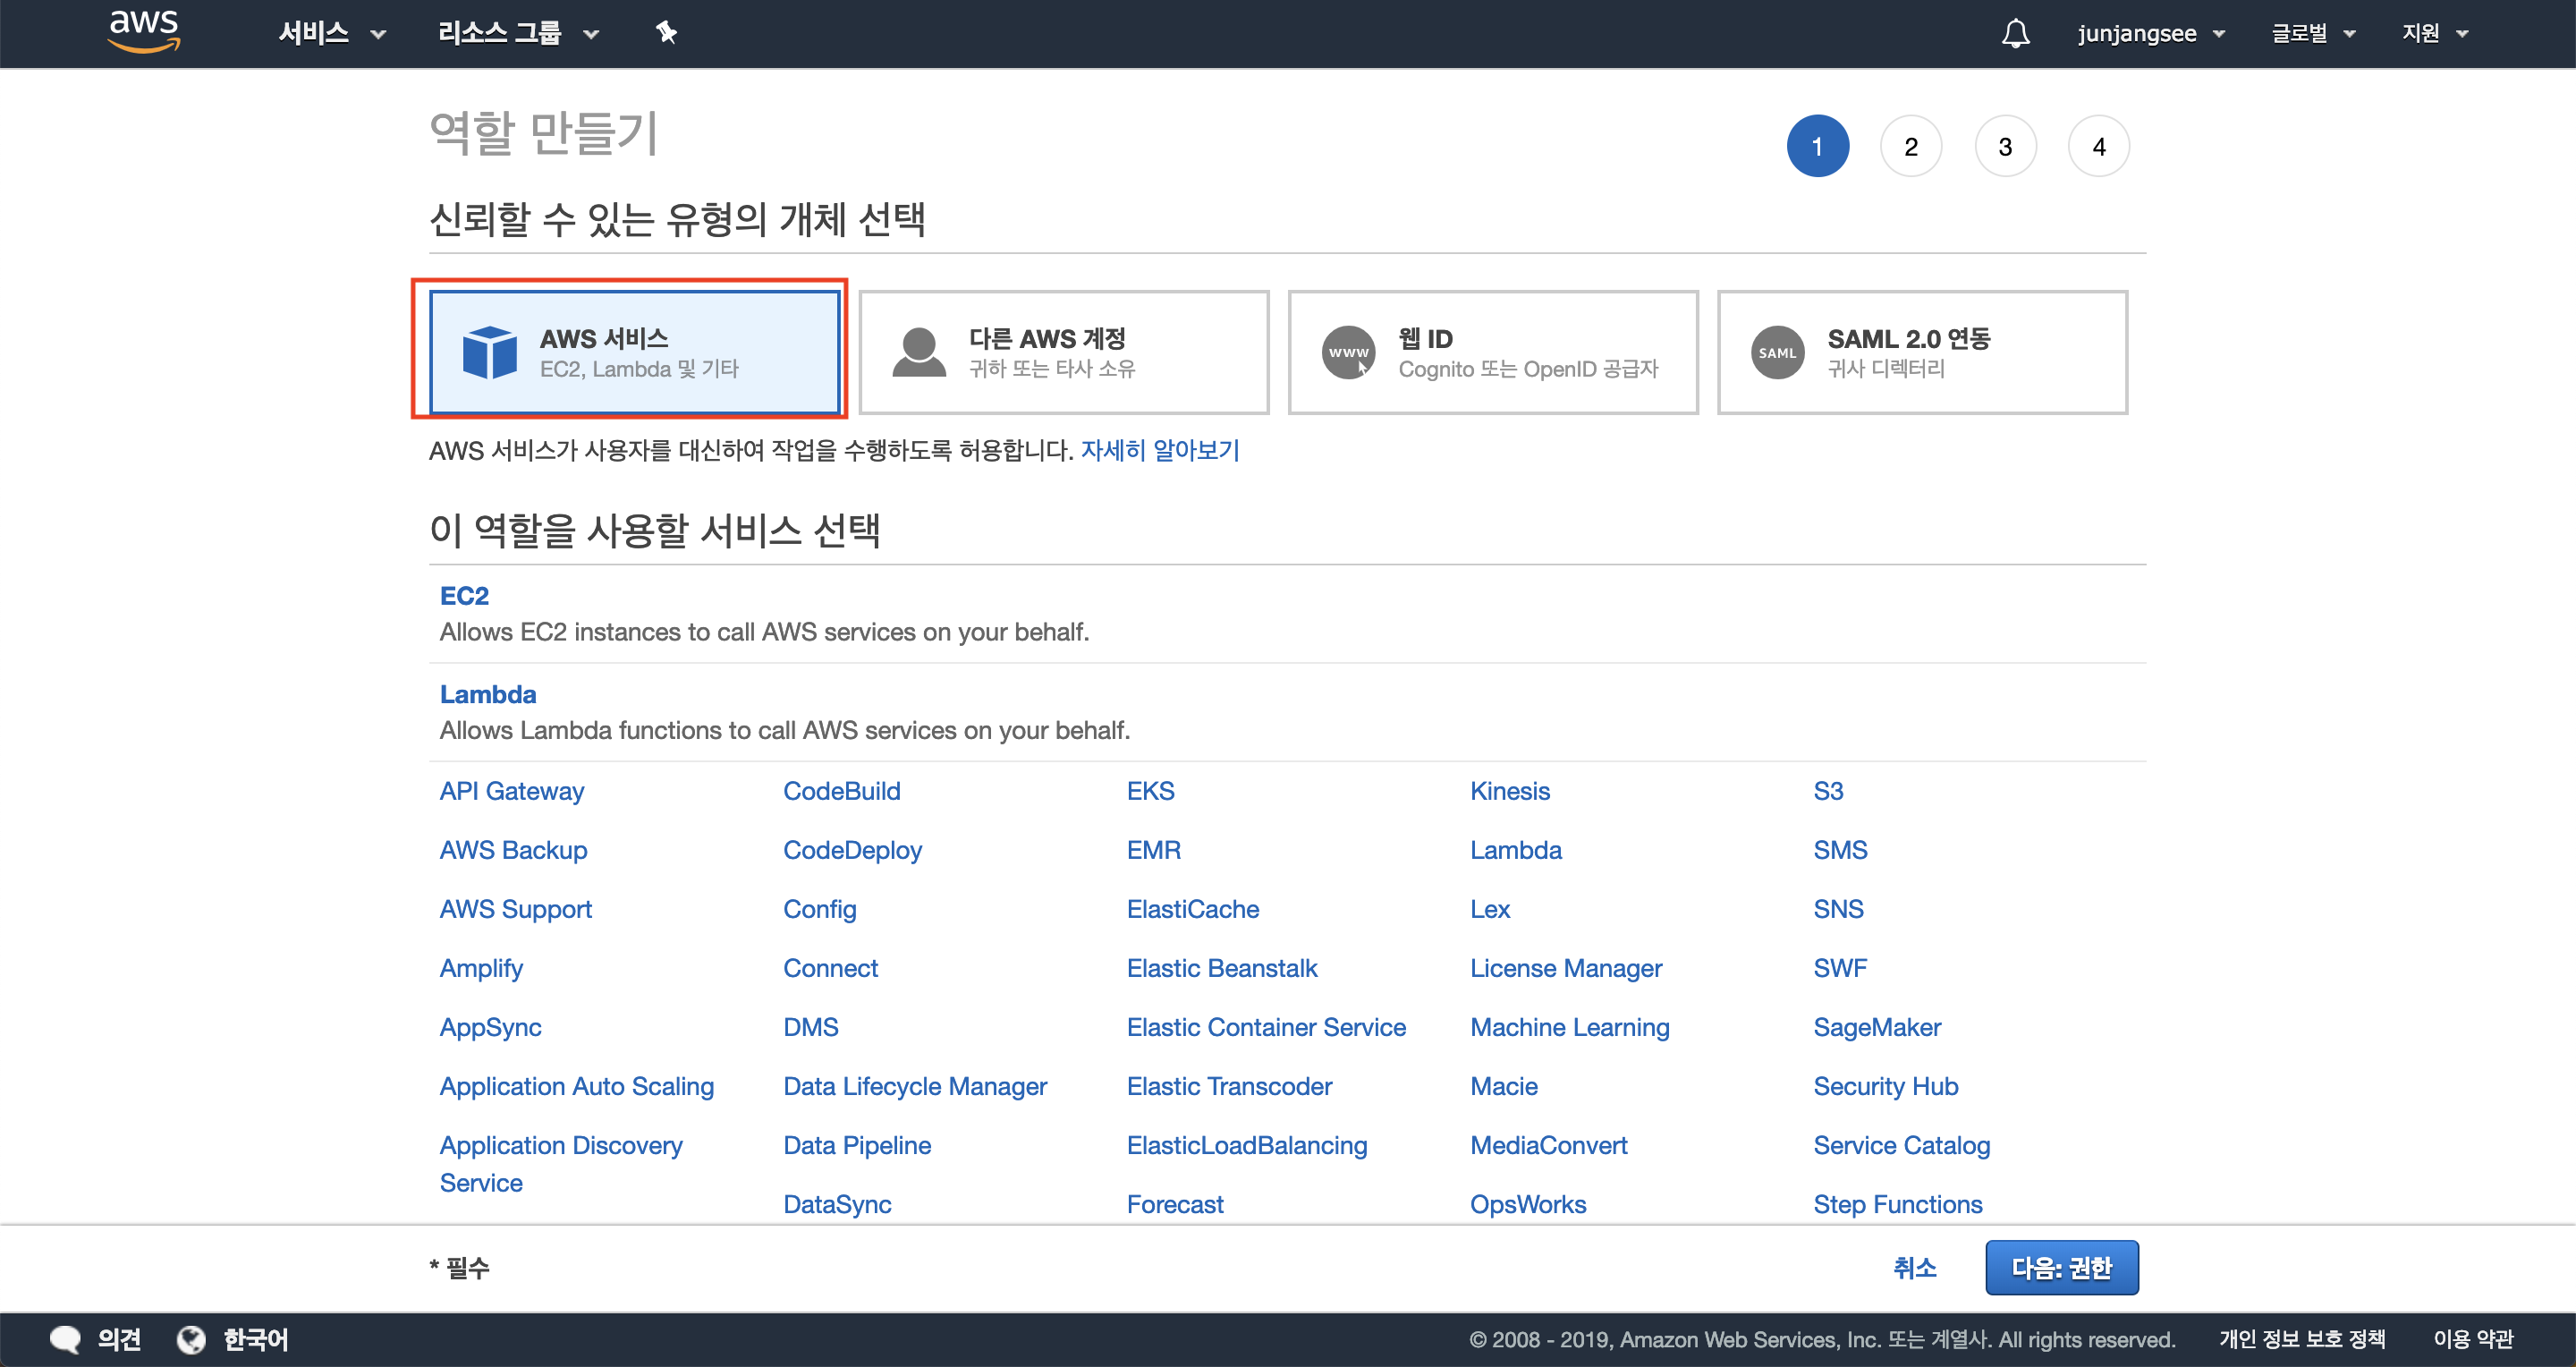 aws 서비스 리소스 그룹 junjangsee 글로벌 지원
역할 만들기
1 2 3 4
신뢰할 수 있는 유형의 개체 선택
AWS 서비스
EC2, Lambda 및 기타
다른 AWS 계정
귀하 또는 타사 소유
WWW
웹 ID
Cognito 또는 OpenID 공급자
SAML
SAML 2.0 연동
귀사 디렉터리
AWS 서비스가 사용자를 대신하여 작업을 수행하도록 허용합니다. 자세히 알아보기
이 역할을 사용할 서비스 선택
EC2
Allows EC2 instances to call AWS services on your behalf.
Lambda
Allows Lambda functions to call AWS services on your behalf.
API Gateway CodeBuild EKS Kinesis S3
AWS Backup CodeDeploy EMR Lambda SMS
AWS Support Config ElastiCache Lex SNS
Amplify Connect Elastic Beanstalk License Manager SWF
AppSync DMS Elastic Container Service Machine Learning SageMaker
Application Auto Scaling Data Lifecycle Manager Elastic Transcoder Macie Security Hub
Application Discovery Data Pipeline ElasticLoadBalancing MediaConvert Service Catalog
Service
DataSync Forecast OpsWorks Step Functions
* 필수 취소 다음: 권한
의견 한국어 © 2008 - 2019, Amazon Web Services, Inc. 또는 계열사. All rights reserved. 개인 정보 보호 정책 이용 약관